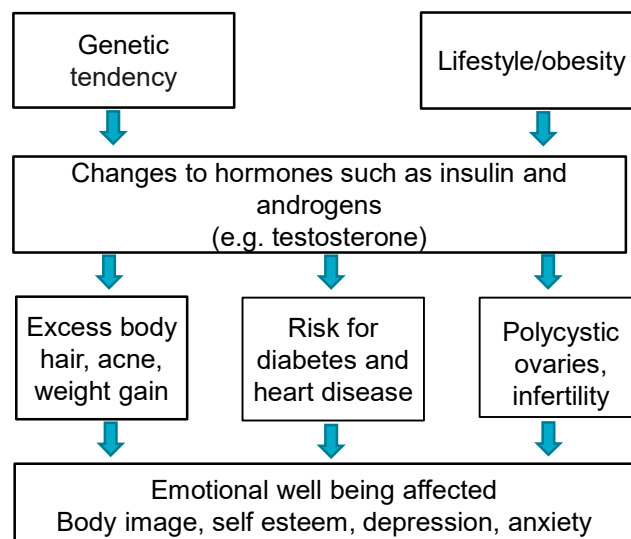 Genetic
tendency
Lifestyle/obesity
Changes to hormones such as insulin and
androgens
(e.g. testosterone)
Excess body
hair, acne,
weight gain
Risk for
diabetes and
heart disease
Polycystic
ovaries,
infertility
Emotional well being affected
Body image, self esteem, depression, anxiety